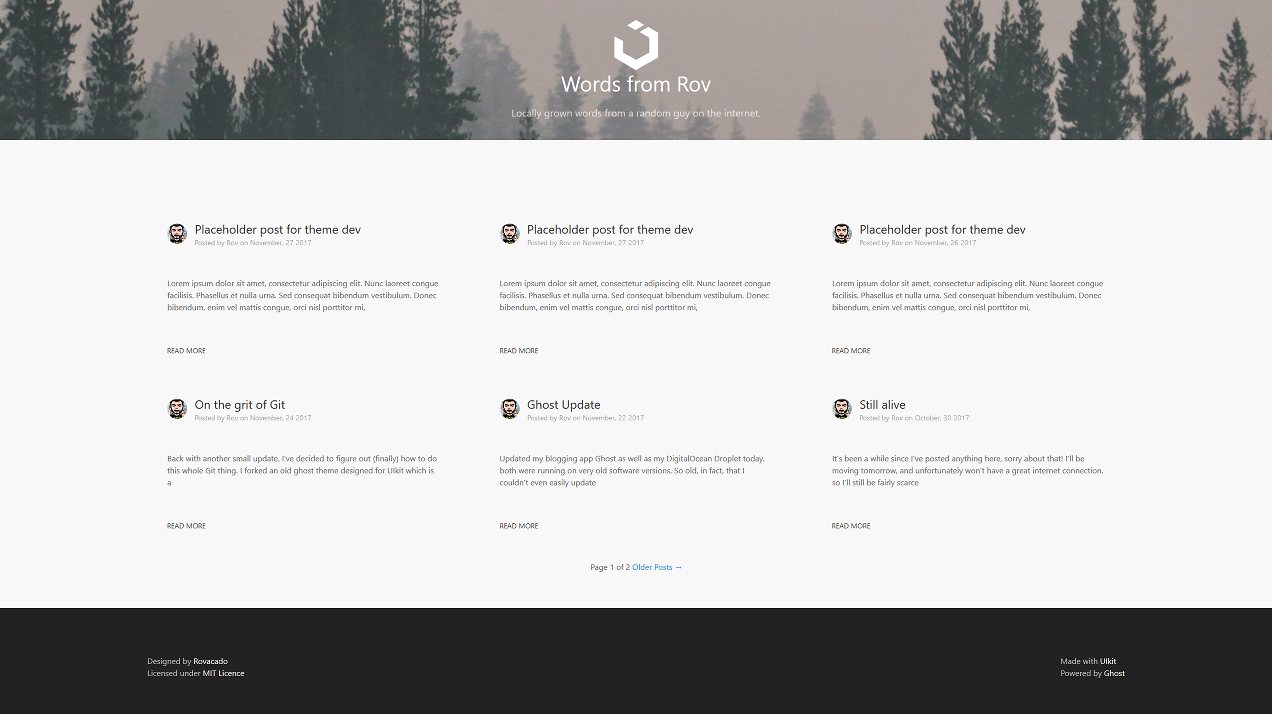 Words from Rov
Locally grown words from a random guy on the internet.
Placeholder post for theme dev
Posted by Rov on November, 27 2017
Lorem ipsum dolor sit amet, consectetur adipiscing elit. Nunc laoreet congue
facilisis. Phasellus et nulla urna. Sed consequat bibendum vestibulum. Donec
bibendum, enim vel mattis congue, orci nisl porttitor mi,
READ MORE
Placeholder post for theme dev
Posted by Rov on November, 27 2017
Lorem ipsum dolor sit amet, consectetur adipiscing elit. Nunc laoreet congue
facilisis. Phasellus et nulla urna. Sed consequat bibendum vestibulum. Donec
bibendum, enim vel mattis congue, orci nisl porttitor mi,
READ MORE
Placeholder post for theme dev
Posted by Rov on November, 26 2017
Lorem ipsum dolor sit amet, consectetur adipiscing elit. Nunc laoreet congue
facilisis. Phasellus et nulla urna. Sed consequat bibendum vestibulum. Donec
bibendum, enim vel mattis congue, orci nisl porttitor mi,
READ MORE
On the grit of Git
Posted by Rov on November, 24 2017
Back with another small update. I've decided to figure out (finally) how to do
this whole Git thing. I forked an old ghost theme designed for UIkit which is
a
READ MORE
Ghost Update
Posted by Rov on November, 22 2017
Updated my blogging app Ghost as well as my DigitalOcean Droplet today.
both were running on very old software versions. So old, in fact, that I
couldn't even easily update
READ MORE
Still alive
Posted by Rov on October, 30 2017
It's been a while since I've posted anything here, sorry about that! I'll be
moving tomorrow, and unfortunately won't have a great internet connection.
so I'll still be fairly scarce
READ MORE
Page 1 of 2 Older Posts →
Designed by Rovacado
Licensed under MIT Licence
Made with UIkit
Powered by Ghost